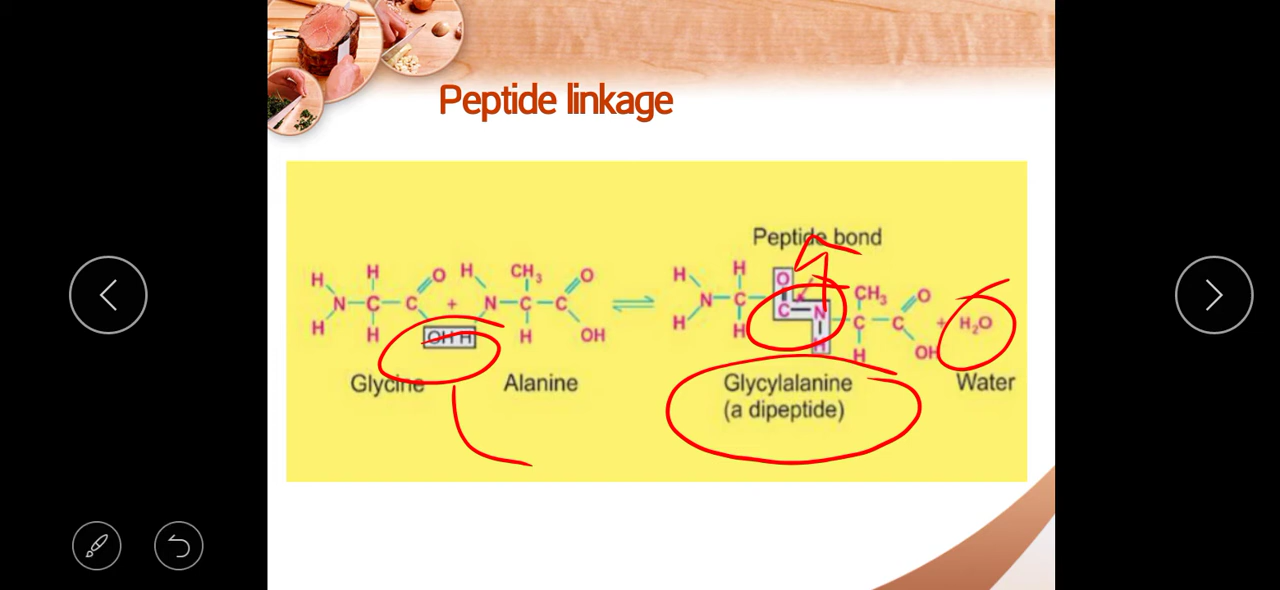 Peptide linkage
Peptide bond
H H O H CH₃ O
N C C + N C C
H H OH H H OH
H H O CH₃ O
N C C N C C + H₂O
H H H H OH
Glycine Alanine Glycylalanine Water
(a dipeptide)